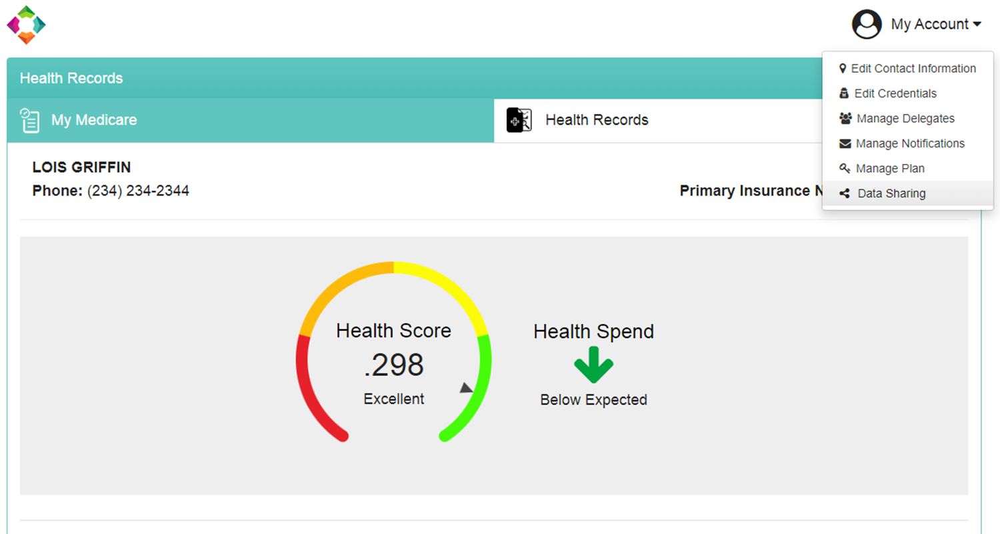 My Account
Edit Contact Information
Edit Credentials
Manage Delegates
Manage Notifications
Manage Plan
Data Sharing
Health Records
My Medicare
Health Records
LOIS GRIFFIN
Phone: (234) 234-2344
Primary Insurance N
Health Score
.298
Excellent
Health Spend
Below Expected